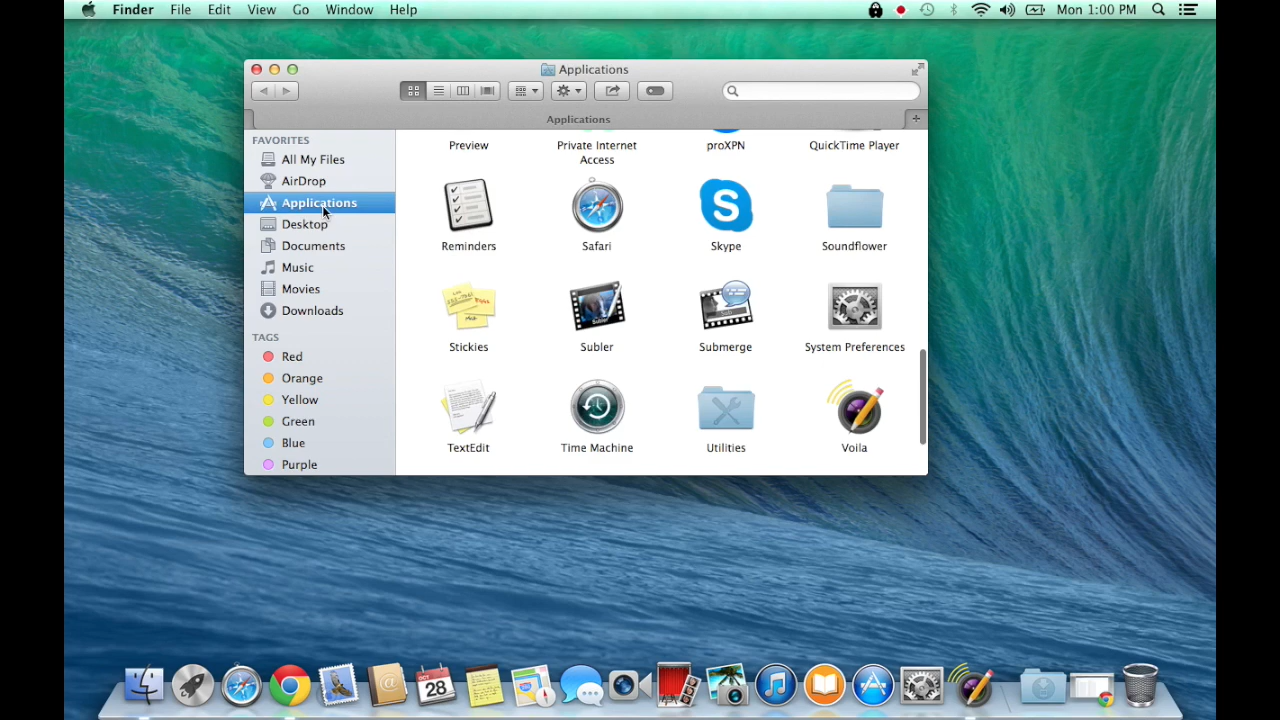 Finder File Edit View Go Window Help Mon 1:00 PM
Applications
Applications
FAVORITES
All My Files
AirDrop
Applications
Desktop
Documents
Music
Movies
Downloads
TAGS
Red
Orange
Yellow
Green
Blue
Purple
Preview Private Internet Access proXPN QuickTime Player
Reminders Safari Skype Soundflower
Stickies Subler Submerge System Preferences
TextEdit Time Machine Utilities Voila
28